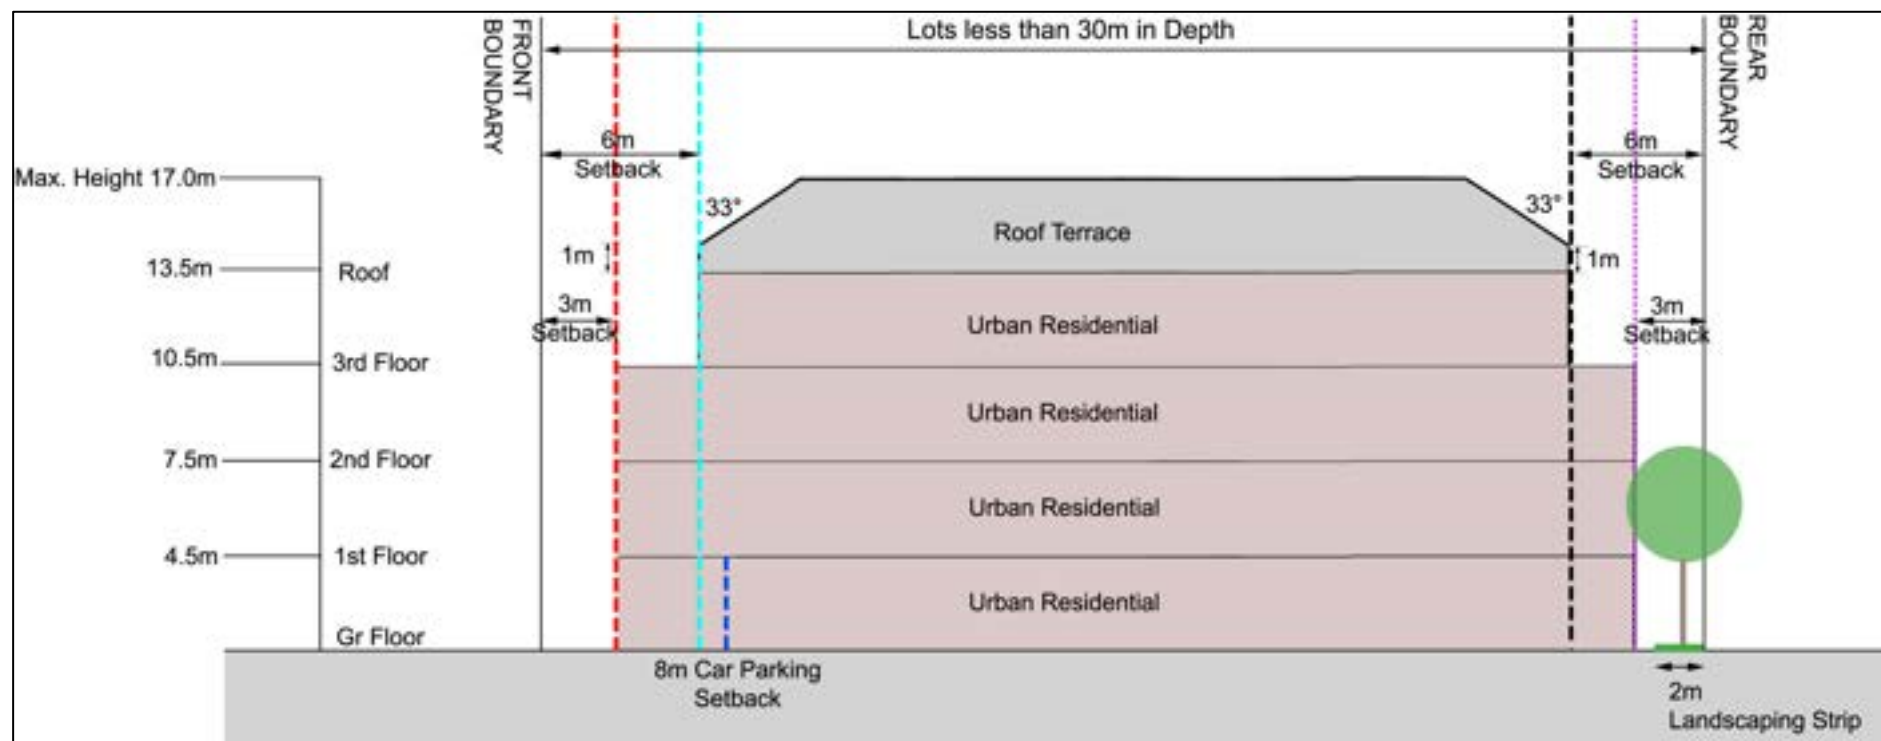 Lots less than 30m in Depth
FRONT
BOUNDARY
REAR
BOUNDARY
6m
Setback
6m
Setback
Max. Height 17.0m
33°
33°
Roof Terrace
1m
1m
13.5m
Roof
3m
Setback
3m
Setback
Urban Residential
10.5m
3rd Floor
Urban Residential
7.5m
2nd Floor
Urban Residential
4.5m
1st Floor
Urban Residential
Gr Floor
8m Car Parking
Setback
2m
Landscaping Strip